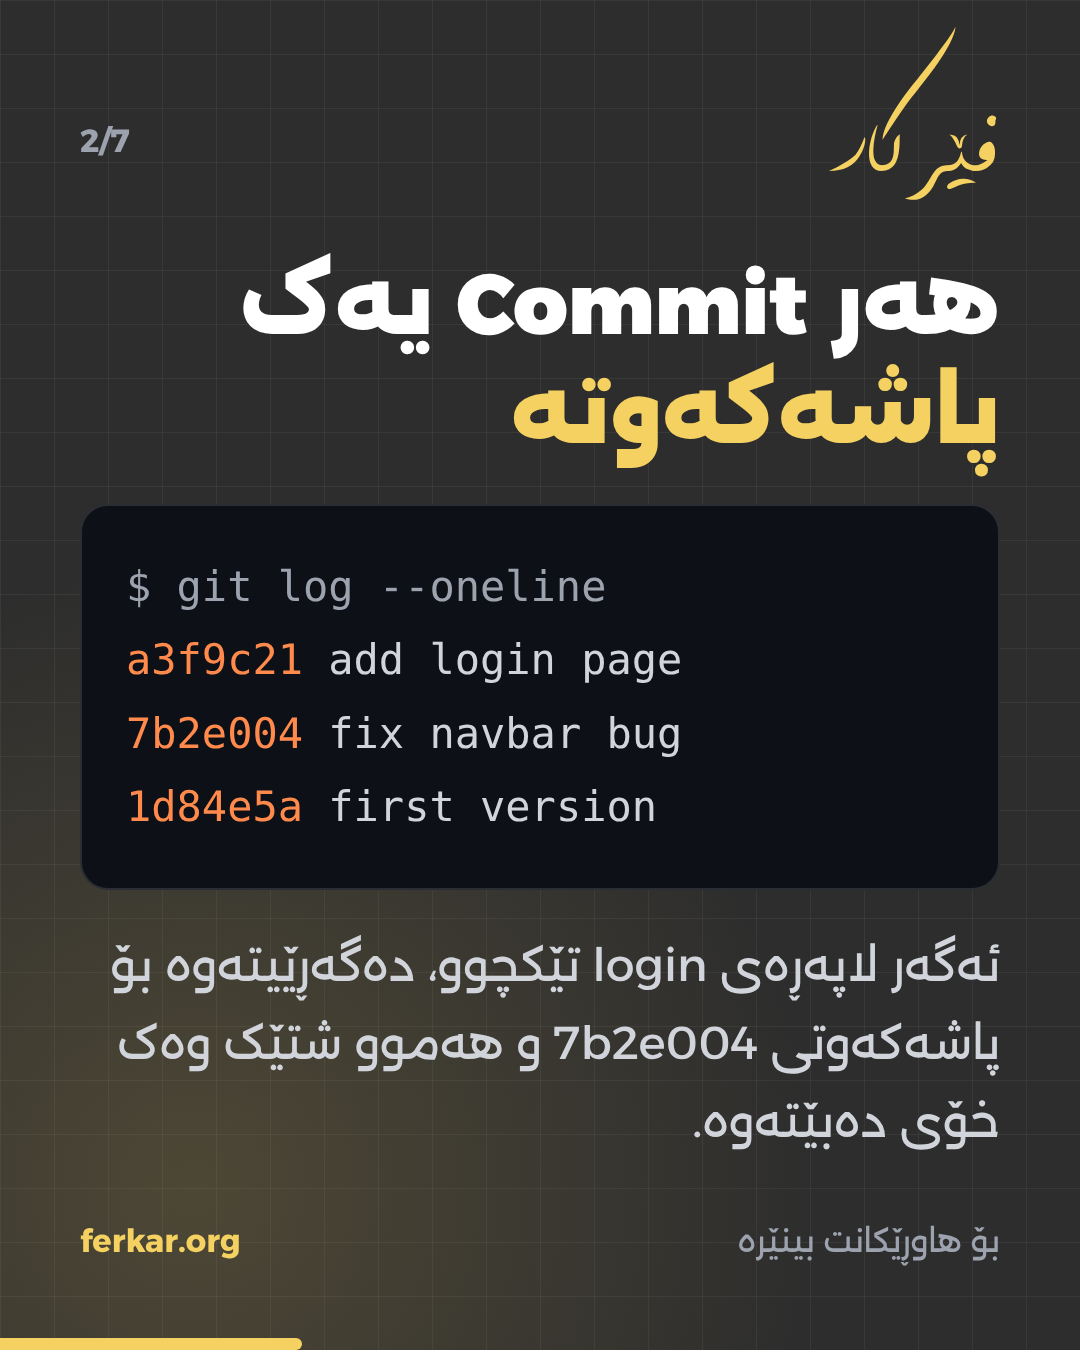 فێرکار
2/7
هەر Commit یەک
پاشەکەوتە
$ git log --oneline
a3f9c21 add login page
7b2e004 fix navbar bug
1d84e5a first version
ئەگەر لاپەڕەی login تێکچوو، دەگەڕێیتەوە بۆ
پاشەکەوتی 7b2e004 و هەموو شتێک وەک
خۆی دەبێتەوە.
بۆ هاوڕێکانت بینێرە
ferkar.org